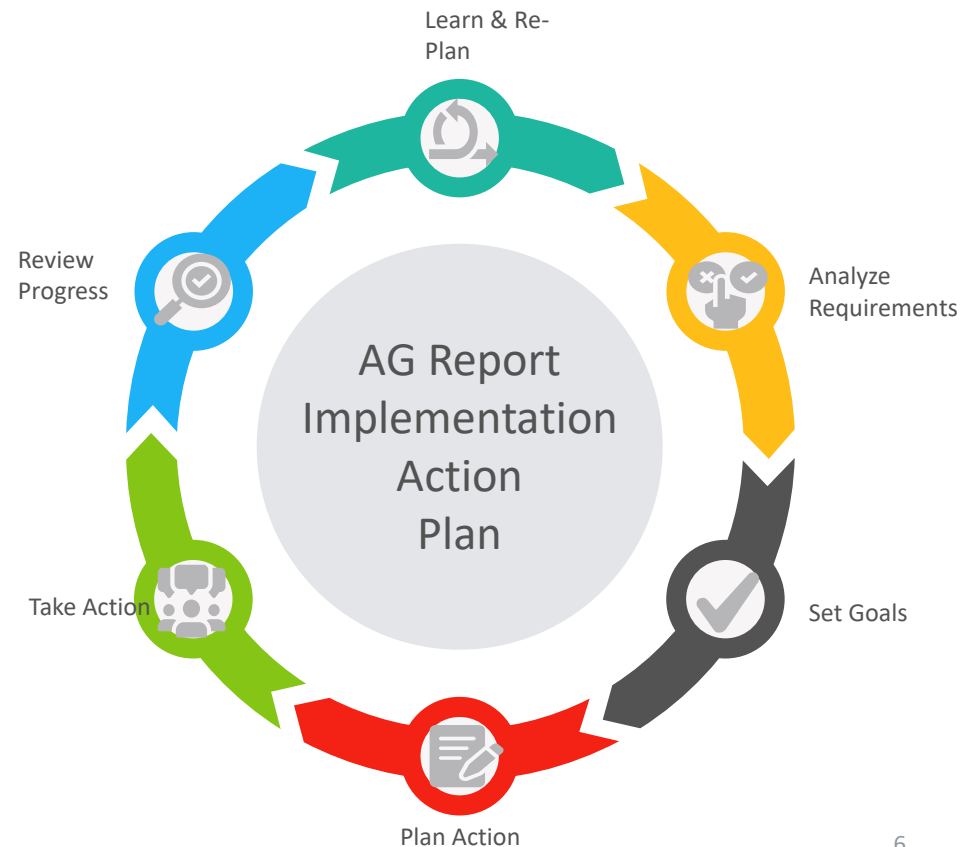 Learn & Re-
Plan
Review
Progress
Analyze
Requirements
AG Report
Implementation
Action
Plan
Take Action
Set Goals
Plan Action
6